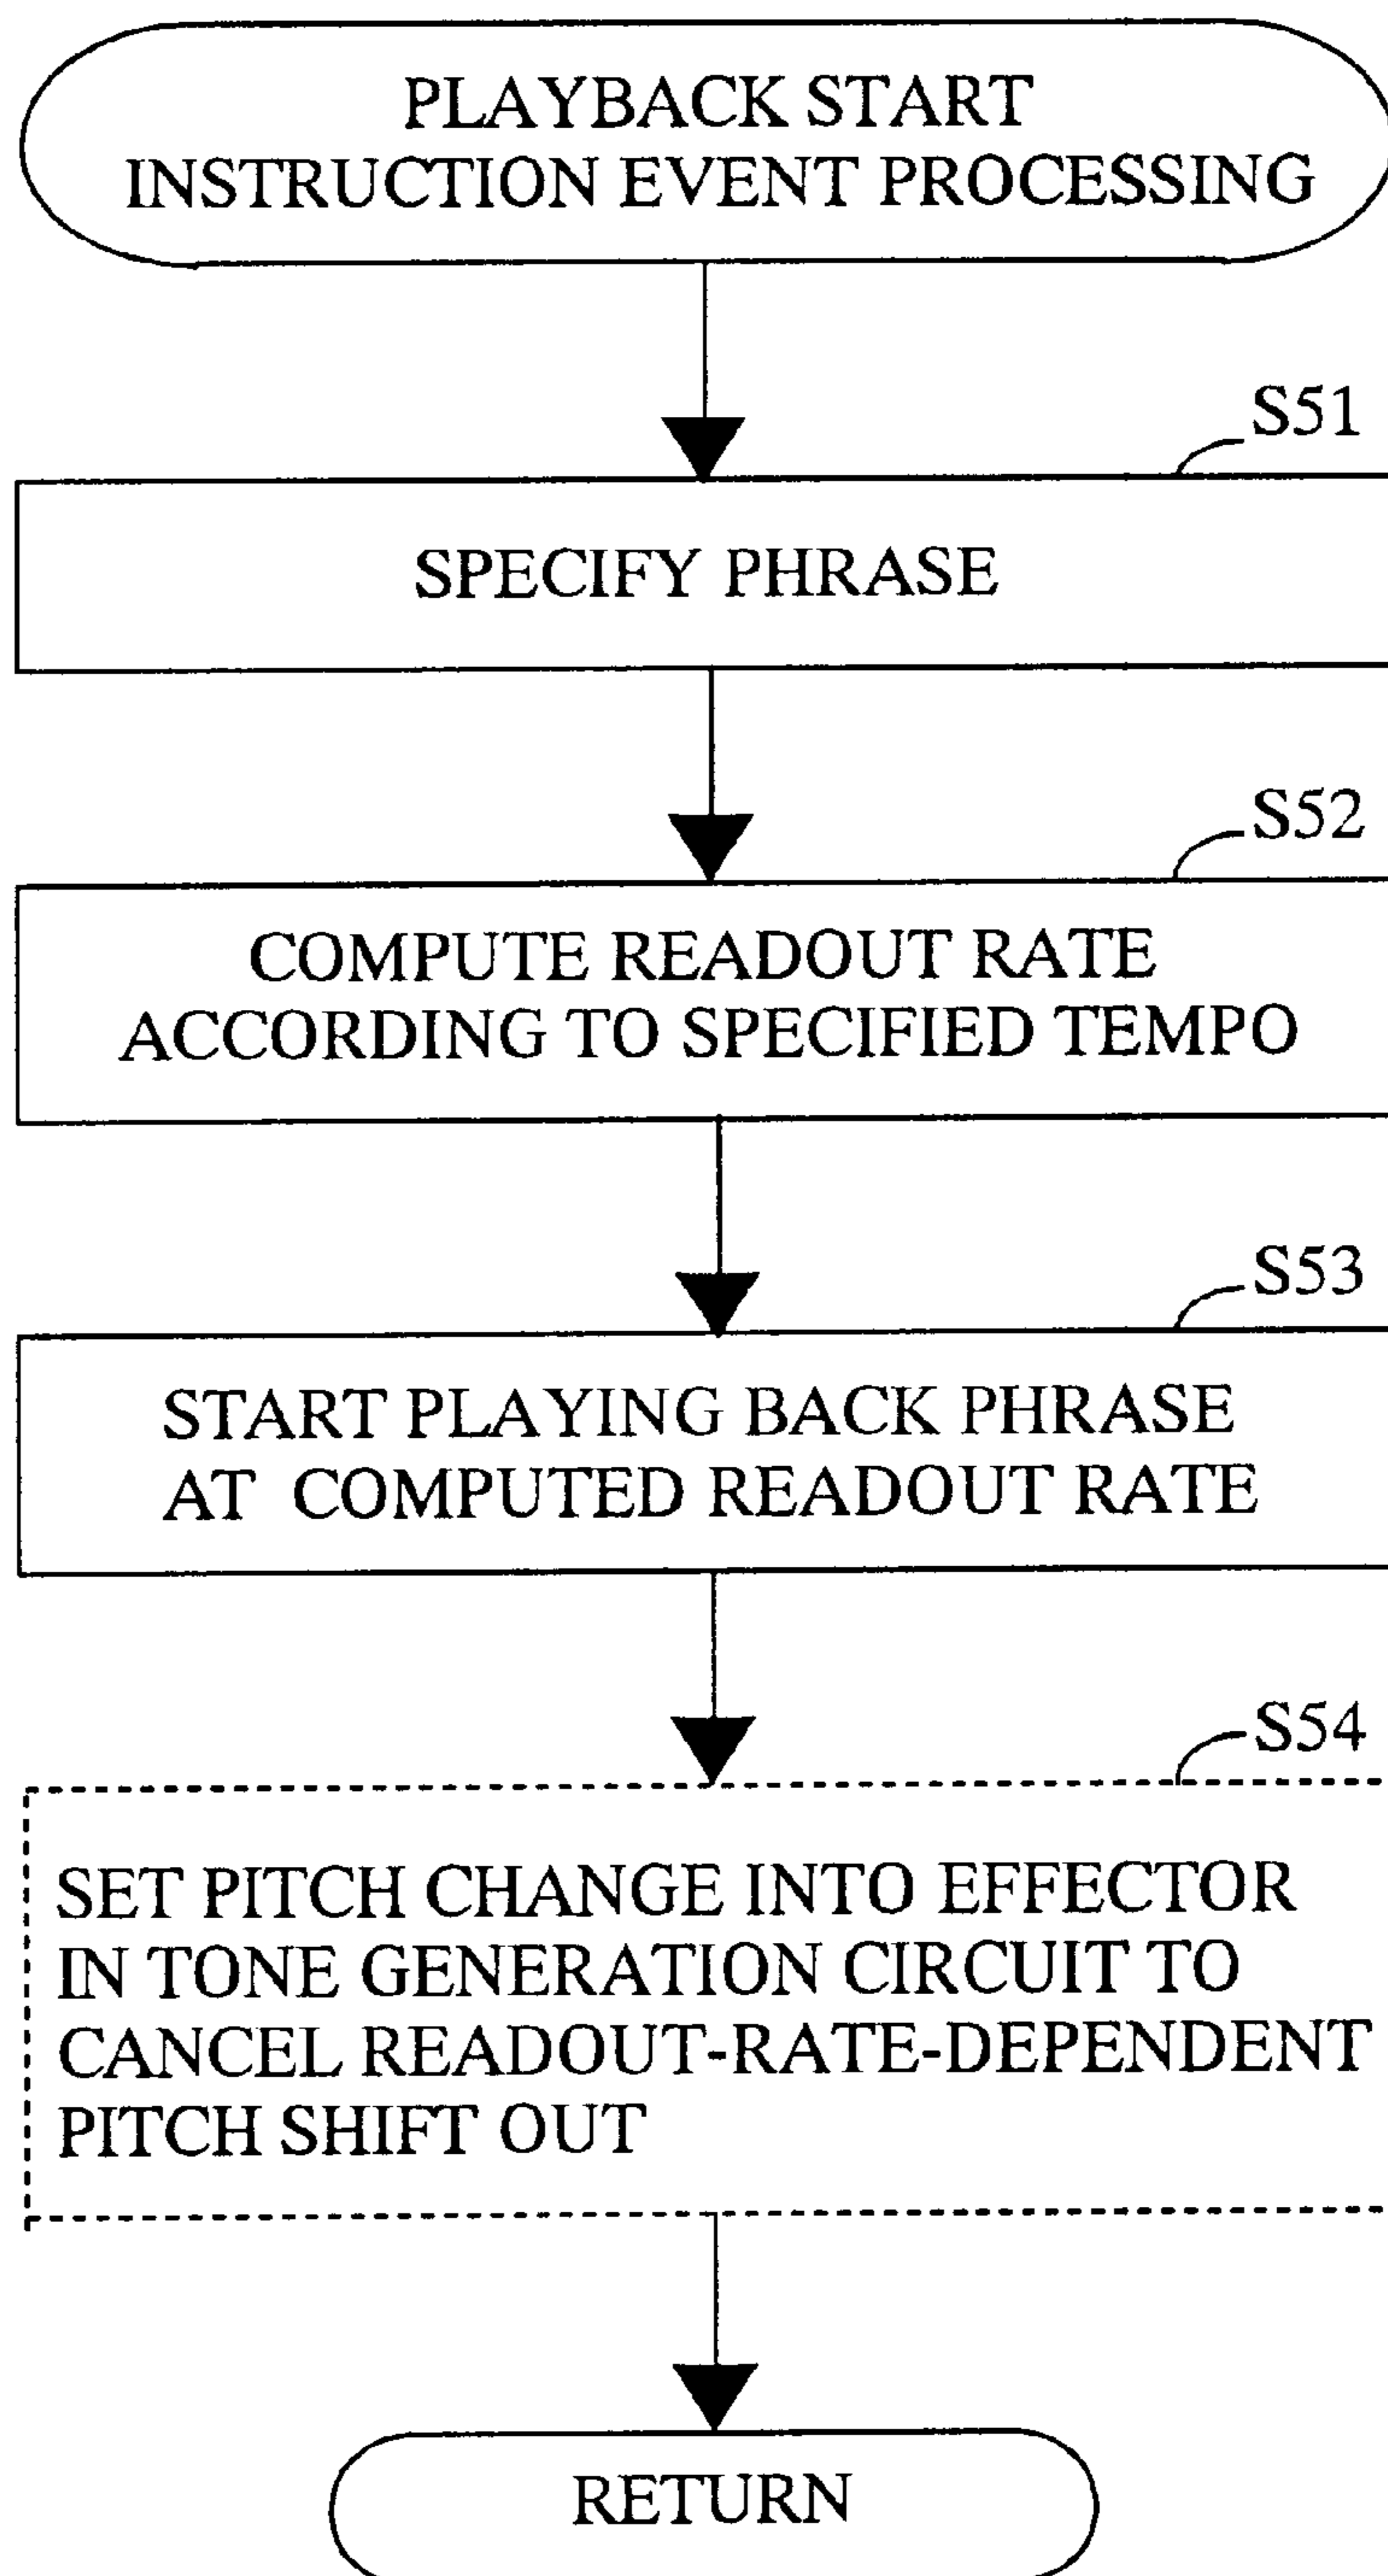 PLAYBACK START
INSTRUCTION EVENT PROCESSING
S51
SPECIFY PHRASE
S52
COMPUTE READOUT RATE
ACCORDING TO SPECIFIED TEMPO
S53
START PLAYING BACK PHRASE
AT COMPUTED READOUT RATE
S54
SET PITCH CHANGE INTO EFFECTOR
IN TONE GENERATION CIRCUIT TO
CANCEL READOUT-RATE-DEPENDENT
PITCH SHIFT OUT
RETURN